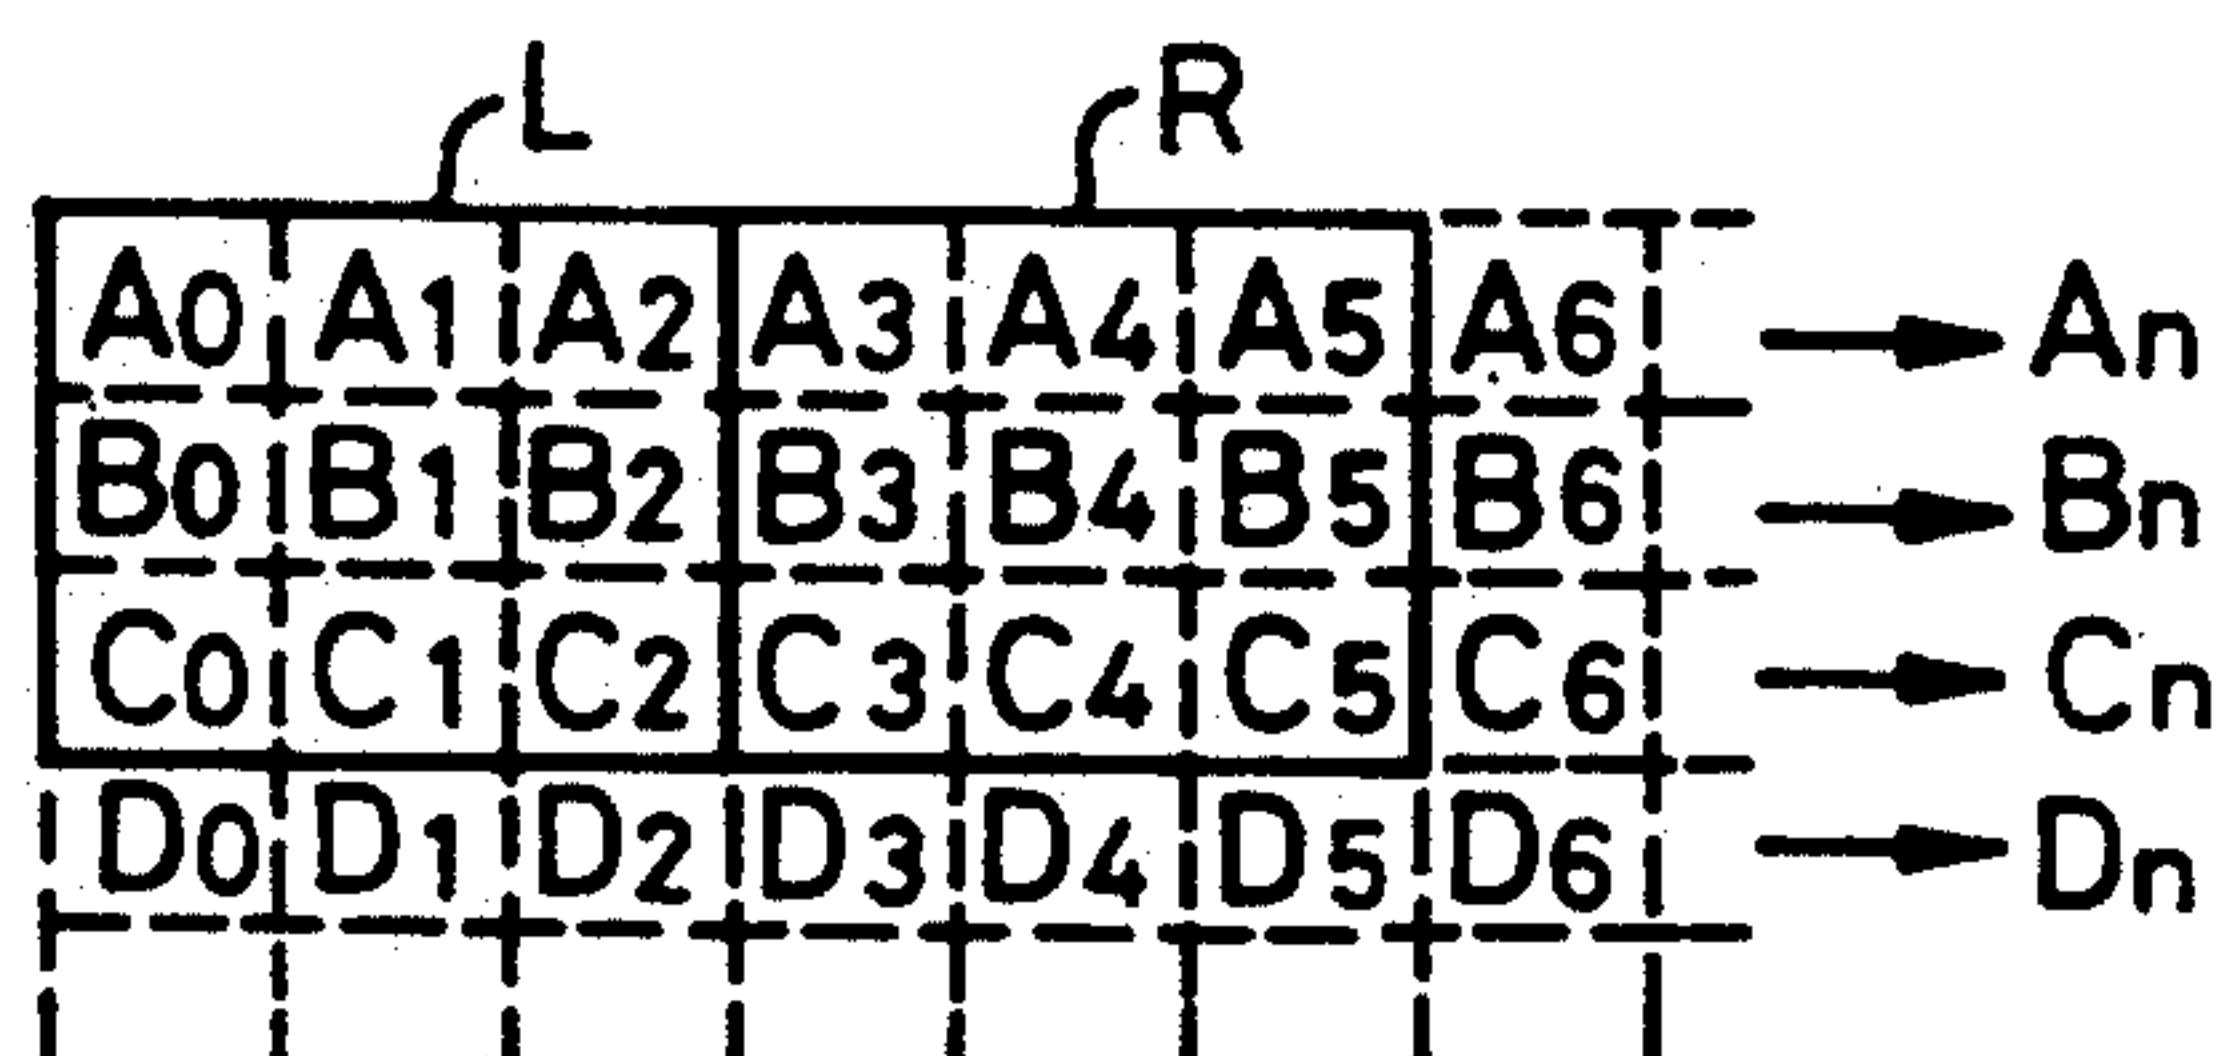 L R
A0 A1 A2 A3 A4 A5 A6 An
B0 B1 B2 B3 B4 B5 B6 Bn
C0 C1 C2 C3 C4 C5 C6 Cn
D0 D1 D2 D3 D4 D5 D6 Dn